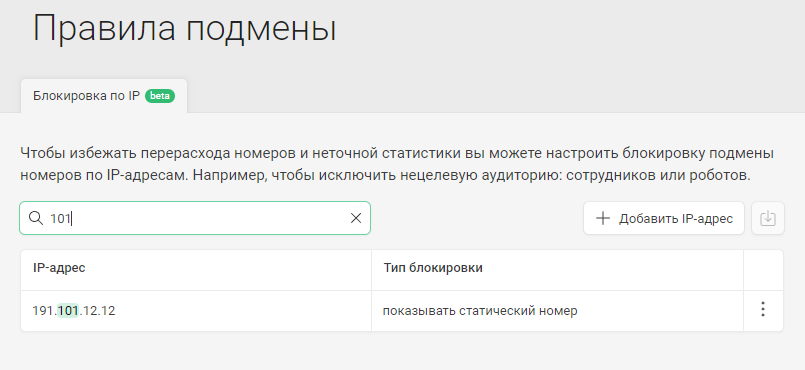 Правила подмены
Блокировка по IP beta
Чтобы избежать перерасхода номеров и неточной статистики вы можете настроить блокировку подмены
номеров по IP-адресам. Например, чтобы исключить нецелевую аудиторию: сотрудников или роботов.
101
Добавить IP-адрес
IP-адрес Тип блокировки
191.101.12.12 показывать статический номер